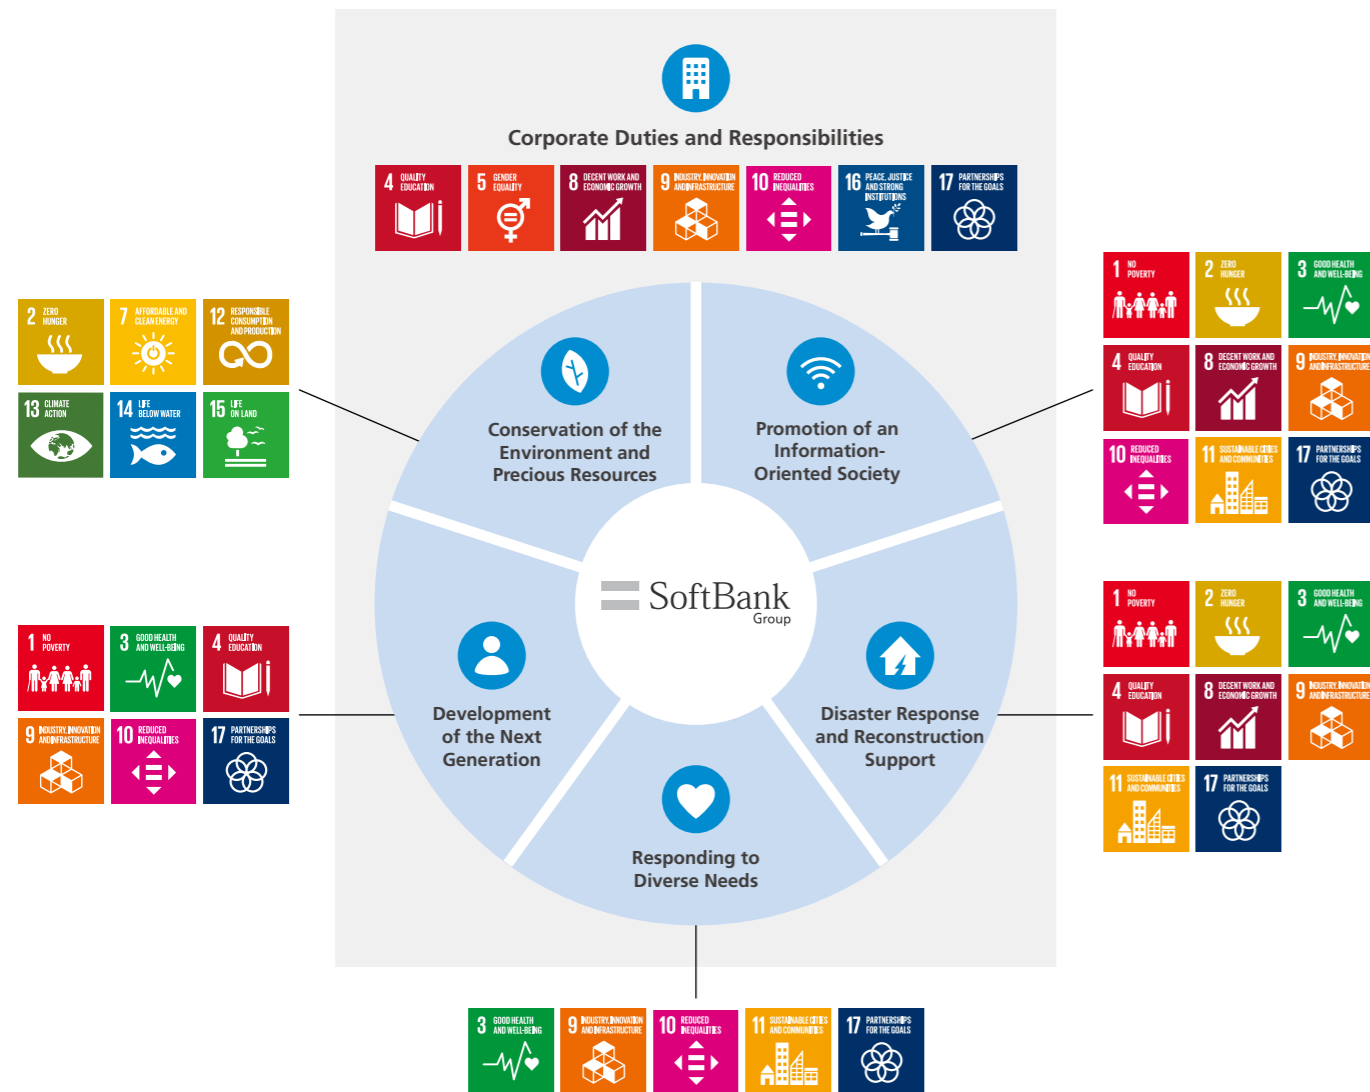 Corporate Duties and Responsibilities
4 QUALITY
EDUCATION
5 GENDER
EQUALITY
8 DECENT WORK AND
ECONOMIC GROWTH
9 INDUSTRY, INNOVATION
AND INFRASTRUCTURE
10 REDUCED
INEQUALITIES
16 PEACE, JUSTICE
AND STRONG
INSTITUTIONS
17 PARTNERSHIPS
FOR THE GOALS
2 ZERO
HUNGER
7 AFFORDABLE AND
CLEAN ENERGY
12 RESPONSIBLE
CONSUMPTION
AND PRODUCTION
13 CLIMATE
ACTION
14 LIFE
BELOW WATER
15 LIFE
ON LAND
Conservation of the
Environment and
Precious Resources
Promotion of an
Information-
Oriented Society
1 NO
POVERTY
2 ZERO
HUNGER
3 GOOD HEALTH
AND WELL-BEING
4 QUALITY
EDUCATION
8 DECENT WORK AND
ECONOMIC GROWTH
9 INDUSTRY, INNOVATION
AND INFRASTRUCTURE
10 REDUCED
INEQUALITIES
11 SUSTAINABLE CITIES
AND COMMUNITIES
17 PARTNERSHIPS
FOR THE GOALS
SoftBank
Group
1 NO
POVERTY
3 GOOD HEALTH
AND WELL-BEING
4 QUALITY
EDUCATION
9 INDUSTRY, INNOVATION
AND INFRASTRUCTURE
10 REDUCED
INEQUALITIES
17 PARTNERSHIPS
FOR THE GOALS
Development
of the Next
Generation
Disaster Response
and Reconstruction
Support
1 NO
POVERTY
2 ZERO
HUNGER
3 GOOD HEALTH
AND WELL-BEING
4 QUALITY
EDUCATION
8 DECENT WORK AND
ECONOMIC GROWTH
9 INDUSTRY, INNOVATION
AND INFRASTRUCTURE
11 SUSTAINABLE CITIES
AND COMMUNITIES
17 PARTNERSHIPS
FOR THE GOALS
Responding to
Diverse Needs
3 GOOD HEALTH
AND WELL-BEING
9 INDUSTRY, INNOVATION
AND INFRASTRUCTURE
10 REDUCED
INEQUALITIES
11 SUSTAINABLE CITIES
AND COMMUNITIES
17 PARTNERSHIPS
FOR THE GOALS